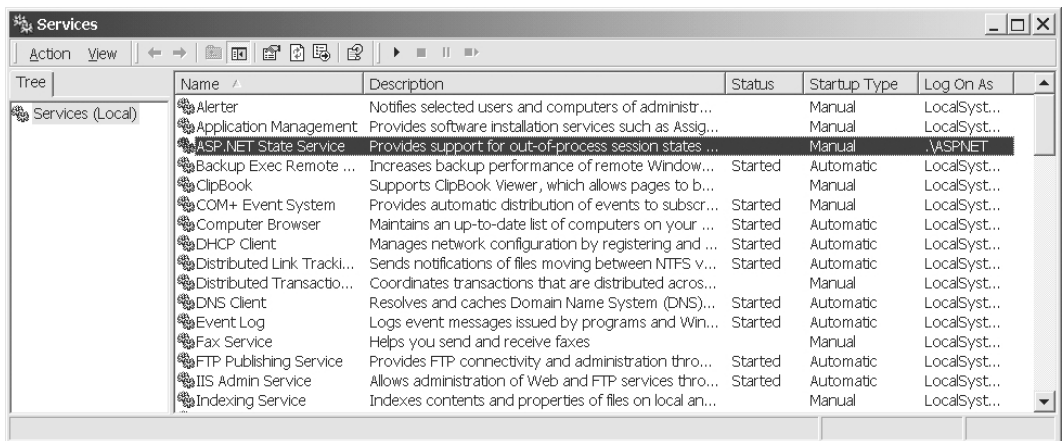 Services
Action View
Tree
Services (Local)
Name Description Status Startup Type Log On As
Alerter Notifies selected users and computers of administr... Manual LocalSyst...
Application Management Provides software installation services such as Assig... Manual LocalSyst...
ASP.NET State Service Provides support for out-of-process session states ... Manual .\ASPNET
Backup Exec Remote ... Increases backup performance of remote Window... Started Automatic LocalSyst...
ClipBook Supports ClipBook Viewer, which allows pages to b... Manual LocalSyst...
COM+ Event System Provides automatic distribution of events to subscr... Started Manual LocalSyst...
Computer Browser Maintains an up-to-date list of computers on your ... Started Automatic LocalSyst...
DHCP Client Manages network configuration by registering and ... Started Automatic LocalSyst...
Distributed Link Tracki... Sends notifications of files moving between NTFS v... Started Automatic LocalSyst...
Distributed Transactio... Coordinates transactions that are distributed acros... Manual LocalSyst...
DNS Client Resolves and caches Domain Name System (DNS)... Started Automatic LocalSyst...
Event Log Logs event messages issued by programs and Win... Started Automatic LocalSyst...
Fax Service Helps you send and receive faxes Manual LocalSyst...
FTP Publishing Service Provides FTP connectivity and administration thro... Started Automatic LocalSyst...
IIS Admin Service Allows administration of Web and FTP services thro... Started Automatic LocalSyst...
Indexing Service Indexes contents and properties of files on local an... Manual LocalSyst...